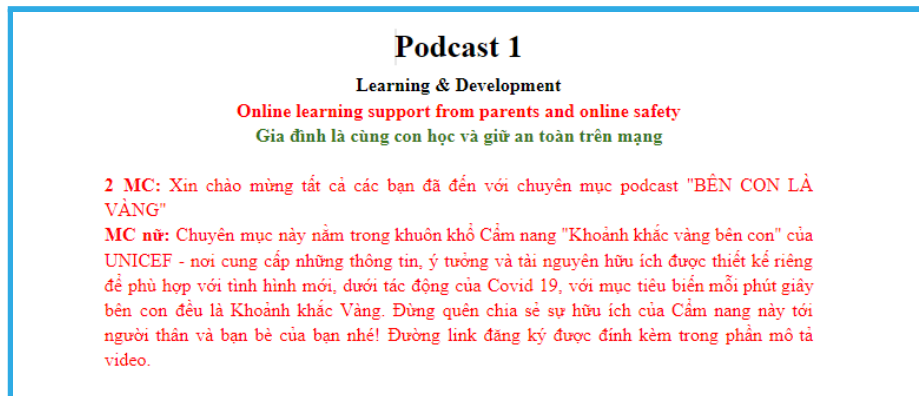 Podcast 1
Learning & Development
Online learning support from parents and online safety
Gia đình là cùng con học và giữ an toàn trên mạng
2 MC: Xin chào mừng tất cả các bạn đã đến với chuyên mục podcast "BÊN CON LÀ
VÀNG"
MC nữ: Chuyên mục này nằm trong khuôn khổ Cẩm nang "Khoảnh khắc vàng bên con" của
UNICEF - nơi cung cấp những thông tin, ý tưởng và tài nguyên hữu ích được thiết kế riêng
để phù hợp với tình hình mới, dưới tác động của Covid 19, với mục tiêu biến mỗi phút giây
bên con đều là Khoảnh khắc Vàng. Đừng quên chia sẻ sự hữu ích của Cẩm nang này tới
người thân và bạn bè của bạn nhé! Đường link đăng ký được đính kèm trong phần mô tả
video.